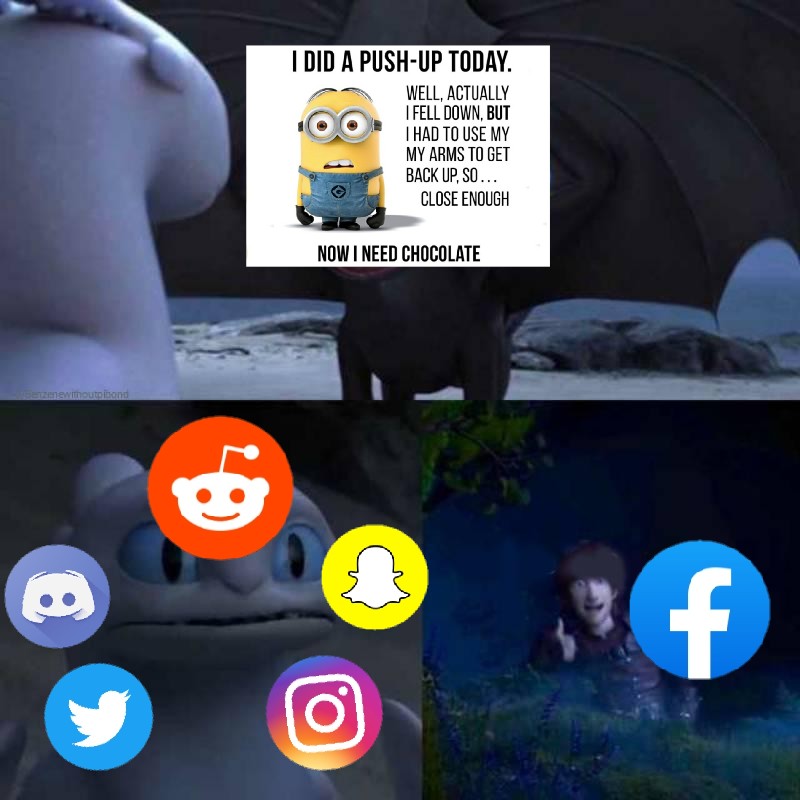 I DID A PUSH-UP TODAY.
WELL, ACTUALLY
I FELL DOWN, BUT
I HAD TO USE MY
MY ARMS TO GET
BACK UP, SO ...
CLOSE ENOUGH
NOW I NEED CHOCOLATE